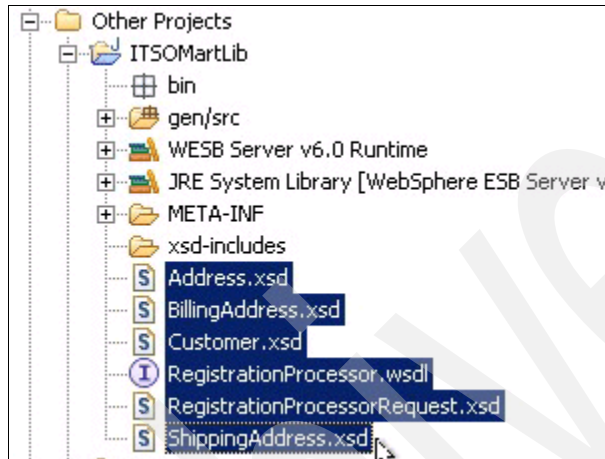 Other Projects
ITSOMartLib
bin
gen/src
WESB Server v6.0 Runtime
JRE System Library [WebSphere ESB Server v
META-INF
xsd-includes
Address.xsd
BillingAddress.xsd
Customer.xsd
RegistrationProcessor.wsdl
RegistrationProcessorRequest.xsd
ShippingAddress.xsd